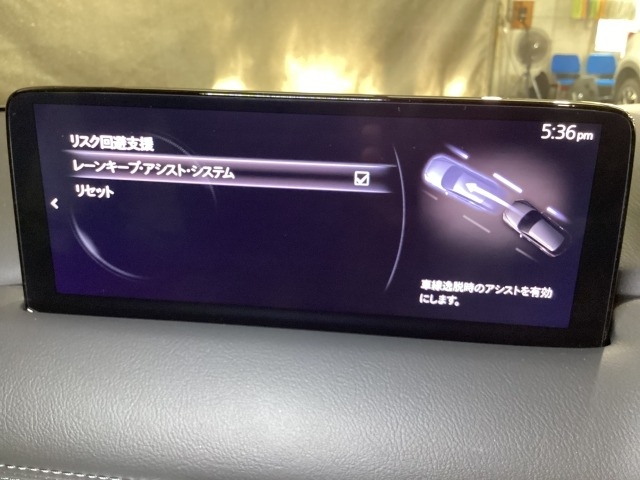 5:36pm
リスク回避支援
レーンキープ・アシスト・システム
リセット
車線逸脱時のアシストを有効
にします。